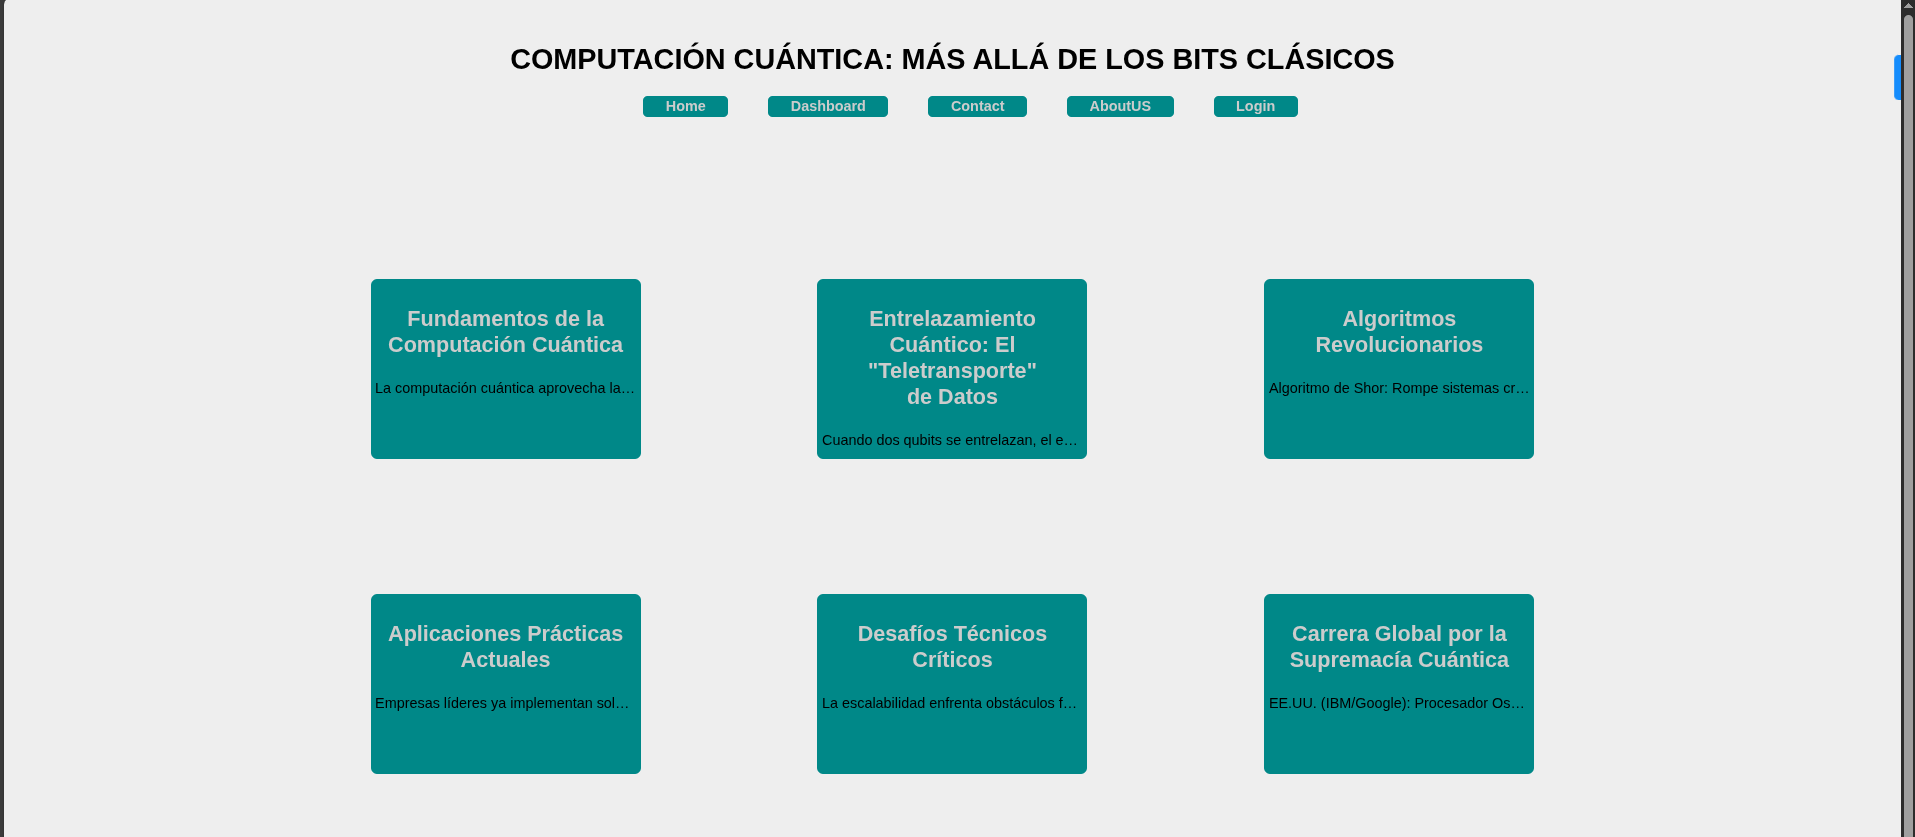 COMPUTACIÓN CUÁNTICA: MÁS ALLÁ DE LOS BITS CLÁSICOS
Home
Dashboard
Contact
AboutUS
Login
Fundamentos de la
Computación Cuántica
La computación cuántica aprovecha la…
Entrelazamiento
Cuántico: El
"Teletransporte"
de Datos
Cuando dos qubits se entrelazan, el e…
Algoritmos
Revolucionarios
Algoritmo de Shor: Rompe sistemas cr…
Aplicaciones Prácticas
Actuales
Empresas líderes ya implementan sol…
Desafíos Técnicos
Críticos
La escalabilidad enfrenta obstáculos f…
Carrera Global por la
Supremacía Cuántica
EE.UU. (IBM/Google): Procesador Os…